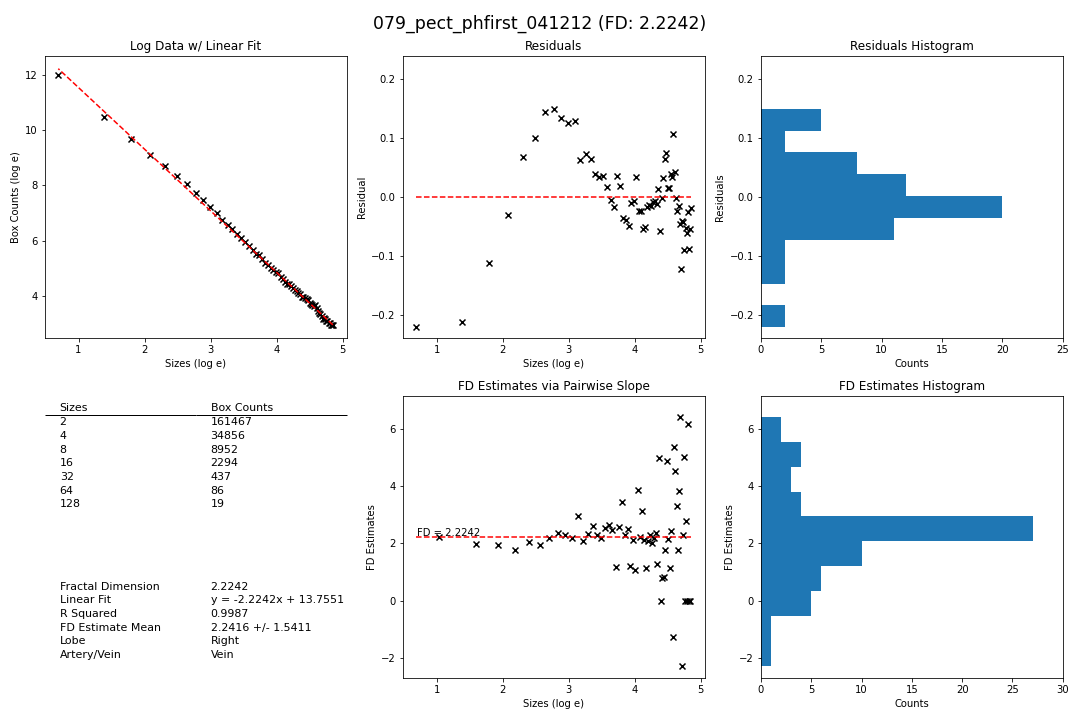 079_pect_phfirst_041212 (FD: 2.2242)
Log Data w/ Linear Fit
Box Counts (log e)
12
10
8
6
4
1 2 3 4 5
Sizes (log e)
Residuals
Residual
0.2
0.1
0.0
−0.1
−0.2
1 2 3 4 5
Sizes (log e)
Residuals Histogram
Residuals
0.2
0.1
0.0
−0.1
−0.2
0 5 10 15 20 25
Counts
Sizes Box Counts
2 161467
4 34856
8 8952
16 2294
32 437
64 86
128 19
Fractal Dimension 2.2242
Linear Fit y = -2.2242x + 13.7551
R Squared 0.9987
FD Estimate Mean 2.2416 +/- 1.5411
Lobe Right
Artery/Vein Vein
FD Estimates via Pairwise Slope
FD Estimates
6
4
2
0
−2
FD = 2.2242
1 2 3 4 5
Sizes (log e)
FD Estimates Histogram
FD Estimates
6
4
2
0
−2
0 5 10 15 20 25 30
Counts